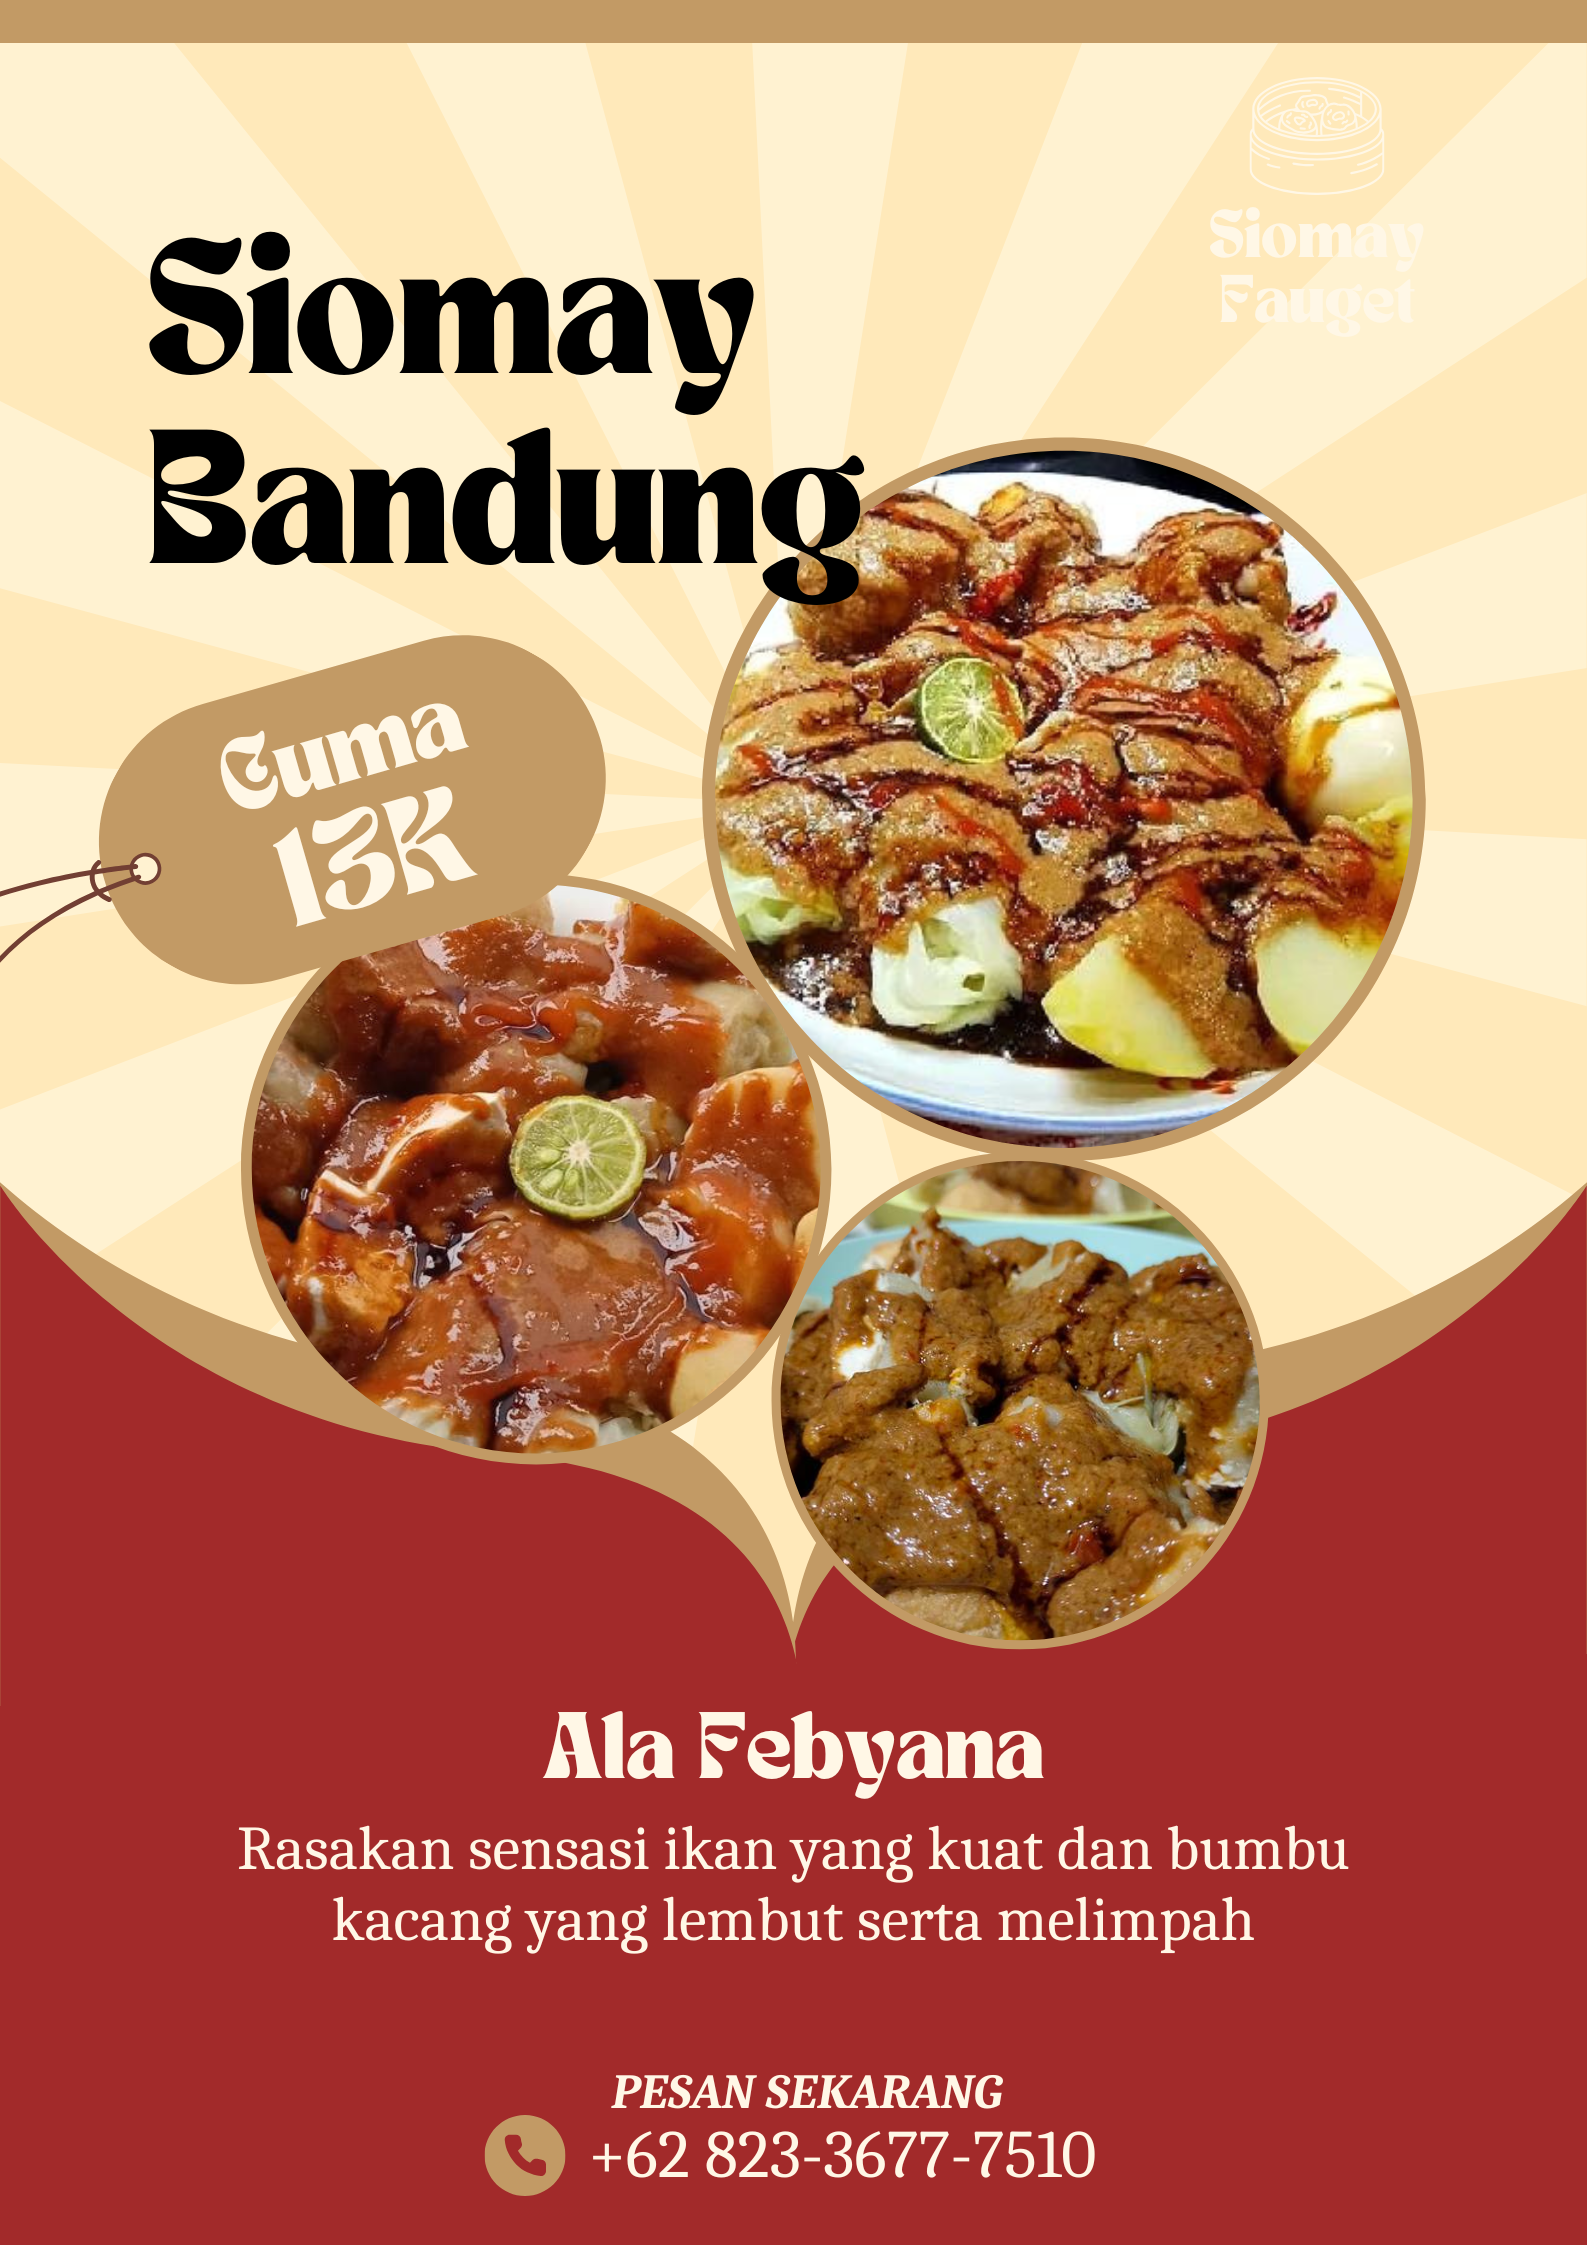 Siomay
Fauget
Siomay
Bandung
Cuma
13K
Ala Febyana
Rasakan sensasi ikan yang kuat dan bumbu
kacang yang lembut serta melimpah
PESAN SEKARANG
+62 823-3677-7510